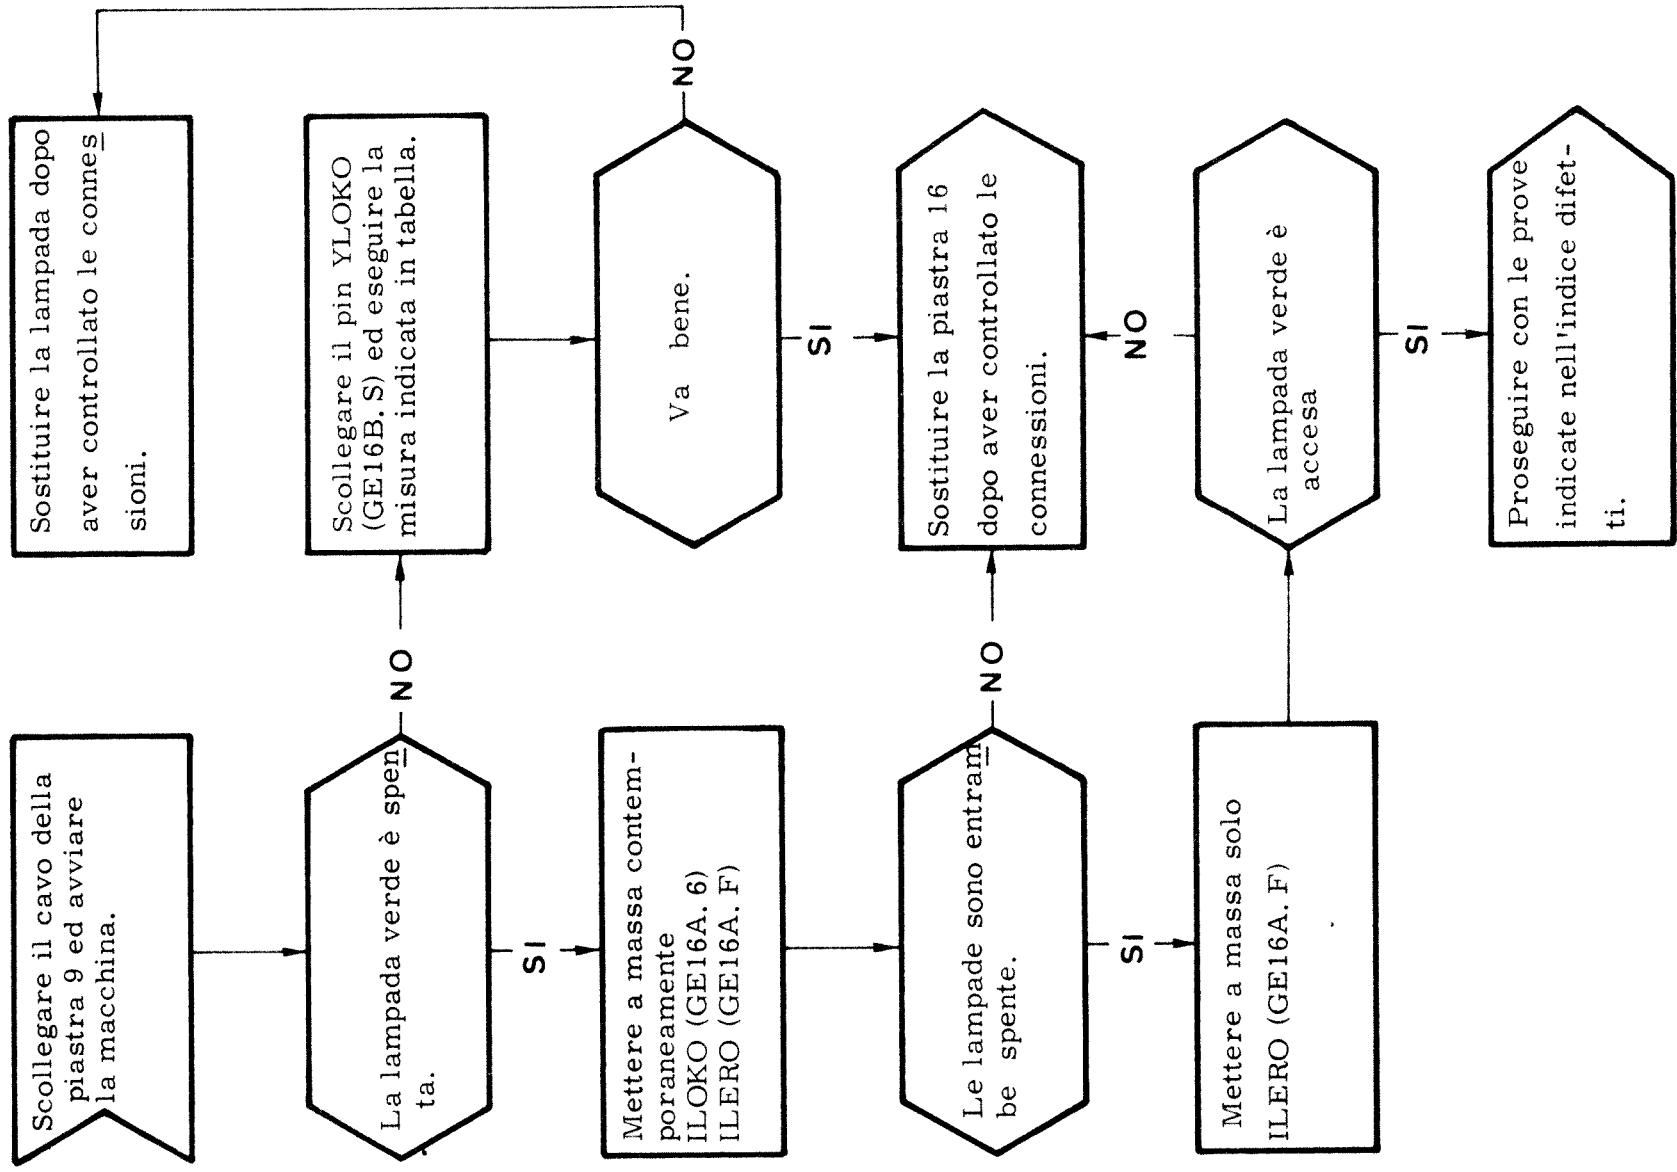 Scollegare il cavo della
piastra 9 ed avviare
la macchina.
La lampada verde è spen
ta.
NO
SI
Scollegare il pin YLOKO
(GE16B. S) ed eseguire la
misura indicata in tabella.
Va bene.
NO
SI
Sostituire la lampada dopo
aver controllato le connes
sioni.
Mettere a massa contem-
poraneamente
ILOKO (GE16A. 6)
ILERO (GE16A. F)
Le lampade sono entram
be spente.
NO
SI
Sostituire la piastra 16
dopo aver controllato le
connessioni.
Mettere a massa solo
ILERO (GE16A. F)
La lampada verde è
accesa
NO
SI
Proseguire con le prove
indicate nell'indice difet-
ti.